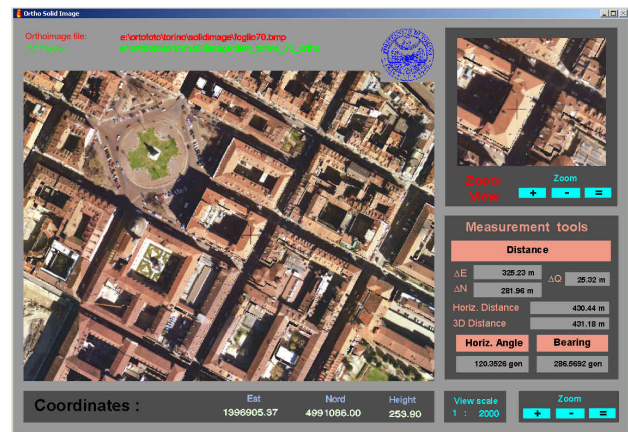 Ortho Solid Image
Orthoimage file: e:\ortofoto\torino\solidimage\foglio70.bmp
Zoom View
Zoom
+ - =
Measurement tools
Distance
ΔE 325.23 m
ΔQ 25.32 m
ΔN 281.96 m
Horiz. Distance 430.44 m
3D Distance 431.18 m
Horiz. Angle Bearing
120.3526 gon 286.5692 gon
Coordinates :
Est Nord Height
1396905.37 4991086.00 253.90
View scale
1 : 2000
Zoom
+ - =